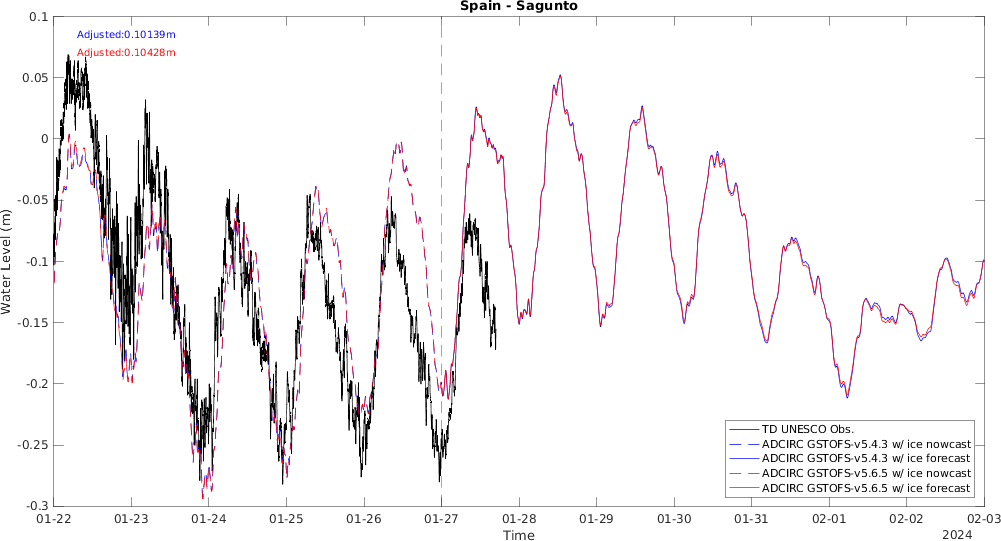 Spain - Sagunto
Adjusted:0.10139m
Adjusted:0.10428m
0.1
0.05
0
-0.05
-0.1
-0.15
-0.2
-0.25
-0.3
Water Level (m)
TD UNESCO Obs.
ADCIRC GSTOFS-v5.4.3 w/ ice nowcast
ADCIRC GSTOFS-v5.4.3 w/ ice forecast
ADCIRC GSTOFS-v5.6.5 w/ ice nowcast
ADCIRC GSTOFS-v5.6.5 w/ ice forecast
01-22 01-23 01-24 01-25 01-26 01-27 01-28 01-29 01-30 01-31 02-01 02-02 02-03
Time
2024